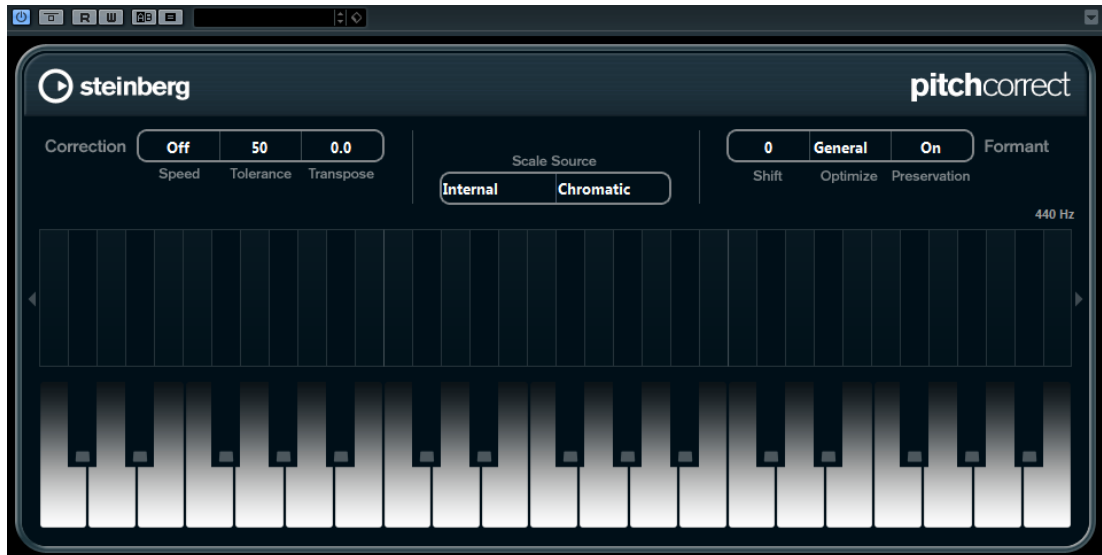 R W AB
steinberg
pitchcorrect
Correction Off 50 0.0
Speed Tolerance Transpose
Scale Source
Internal Chromatic
0 General On Formant
Shift Optimize Preservation
440 Hz